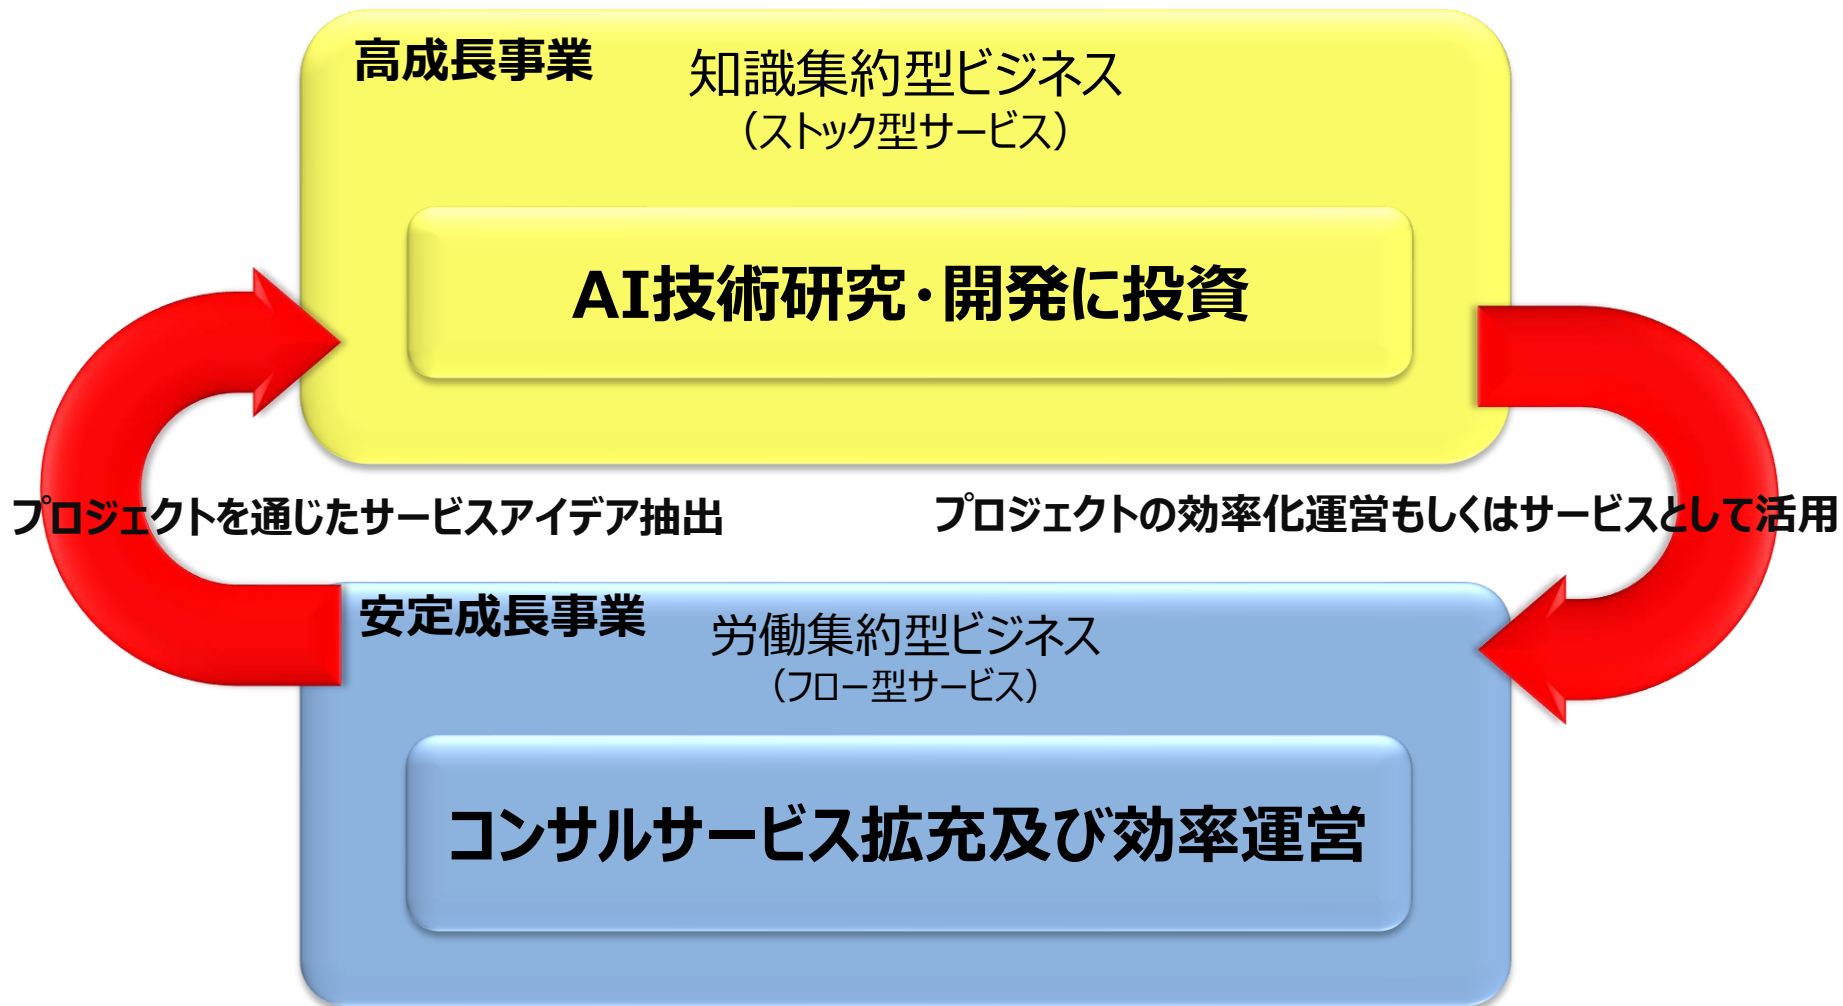 高成長事業
知識集約型ビジネス
（ストック型サービス）
AI技術研究・開発に投資
プロジェクトを通じたサービスアイデア抽出
プロジェクトの効率化運営もしくはサービスとして活用
安定成長事業
労働集約型ビジネス
（フロー型サービス）
コンサルサービス拡充及び効率運営